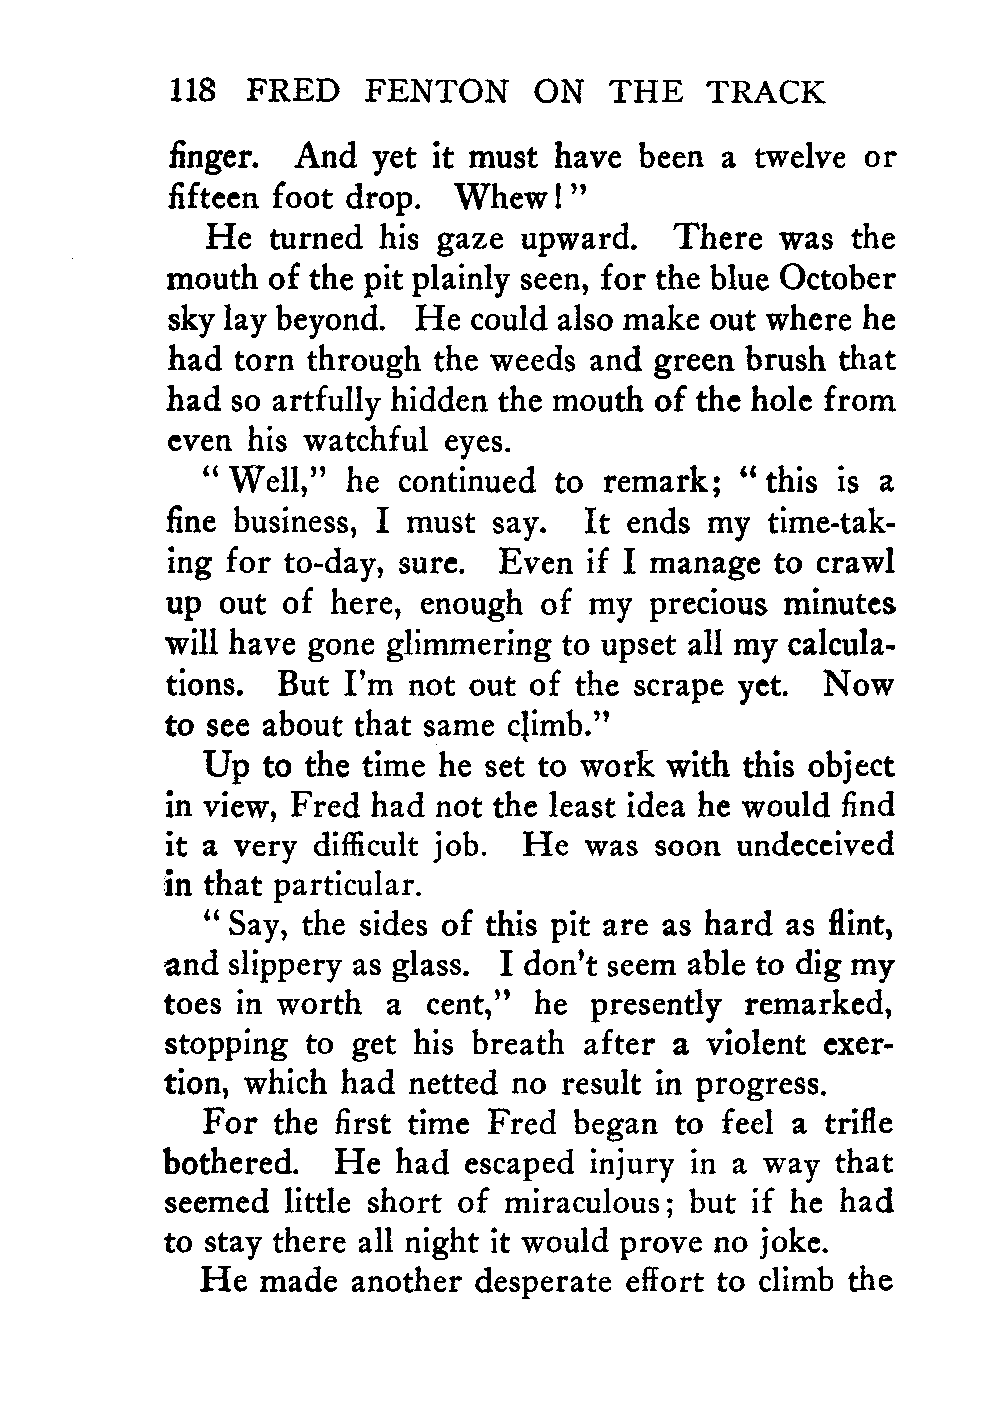 118 FRED FENTON ON THE TRACK
finger. And yet it must have been a twelve or
fifteen foot drop. Whew!"
He turned his gaze upward. There was the
mouth of the pit plainly seen, for the blue October
sky lay beyond. He could also make out where he
had torn through the weeds and green brush that
had so artfully hidden the mouth of the hole from
even his watchful eyes.
"Well," he continued to remark; "this is a
fine business, I must say. It ends my time-tak-
ing for to-day, sure. Even if I manage to crawl
up out of here, enough of my precious minutes
will have gone glimmering to upset all my calcula-
tions. But I'm not out of the scrape yet. Now
to see about that same climb."
Up to the time he set to work with this object
in view, Fred had not the least idea he would find
it a very difficult job. He was soon undeceived
in that particular.
"Say, the sides of this pit are as hard as flint,
and slippery as glass. I don't seem able to dig my
toes in worth a cent," he presently remarked,
stopping to get his breath after a violent exer-
tion, which had netted no result in progress.
For the first time Fred began to feel a trifle
bothered. He had escaped injury in a way that
seemed little short of miraculous; but if he had
to stay there all night it would prove no joke.
He made another desperate effort to climb the